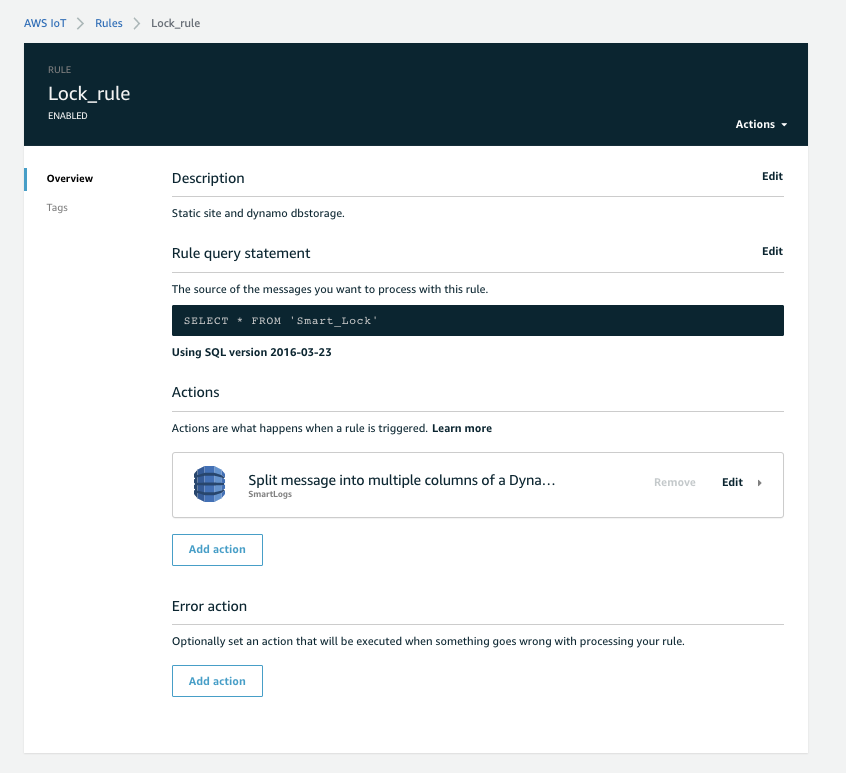 AWS IoT Rules Lock_rule
RULE
Lock_rule
ENABLED
Actions
Overview
Tags
Description Edit
Static site and dynamo dbstorage.
Rule query statement Edit
The source of the messages you want to process with this rule.
SELECT * FROM 'Smart_Lock'
Using SQL version 2016-03-23
Actions
Actions are what happens when a rule is triggered. Learn more
Split message into multiple columns of a Dyna…
SmartLogs
Remove Edit
Add action
Error action
Optionally set an action that will be executed when something goes wrong with processing your rule.
Add action